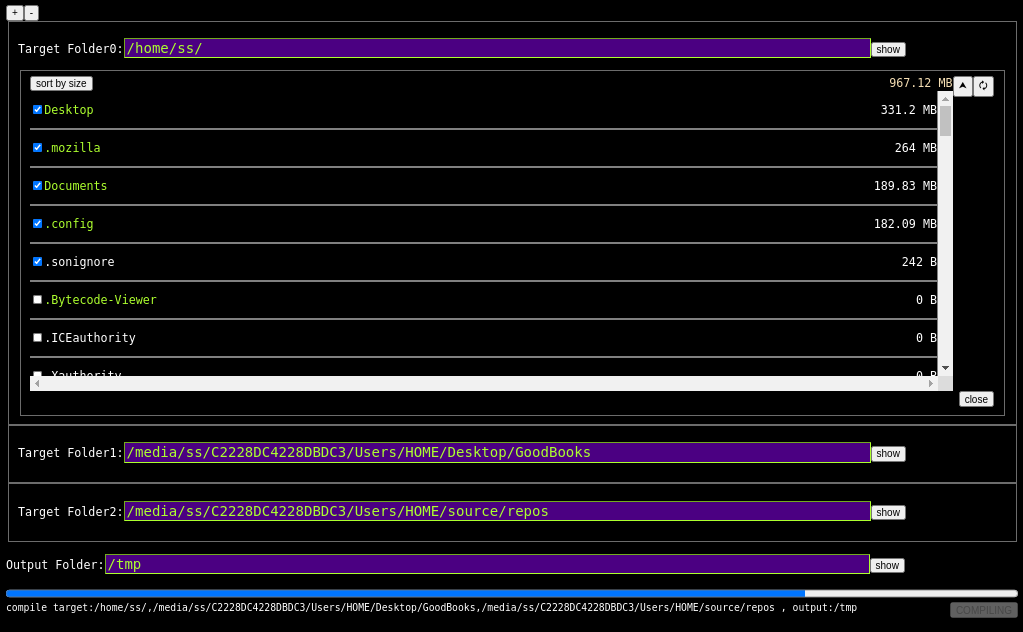 + -
Target Folder0: /home/ss/ show
sort by size 967.12 MB
Desktop 331.2 MB
.mozilla 264 MB
Documents 189.83 MB
.config 182.09 MB
.sonignore 242 B
.Bytecode-Viewer 0 B
.ICEauthority 0 B
.Xauthority 0 B
close
Target Folder1: /media/ss/C2228DC4228DBDC3/Users/HOME/Desktop/GoodBooks show
Target Folder2: /media/ss/C2228DC4228DBDC3/Users/HOME/source/repos show
Output Folder: /tmp show
compile target:/home/ss/,/media/ss/C2228DC4228DBDC3/Users/HOME/Desktop/GoodBooks,/media/ss/C2228DC4228DBDC3/Users/HOME/source/repos , output:/tmp COMPILING